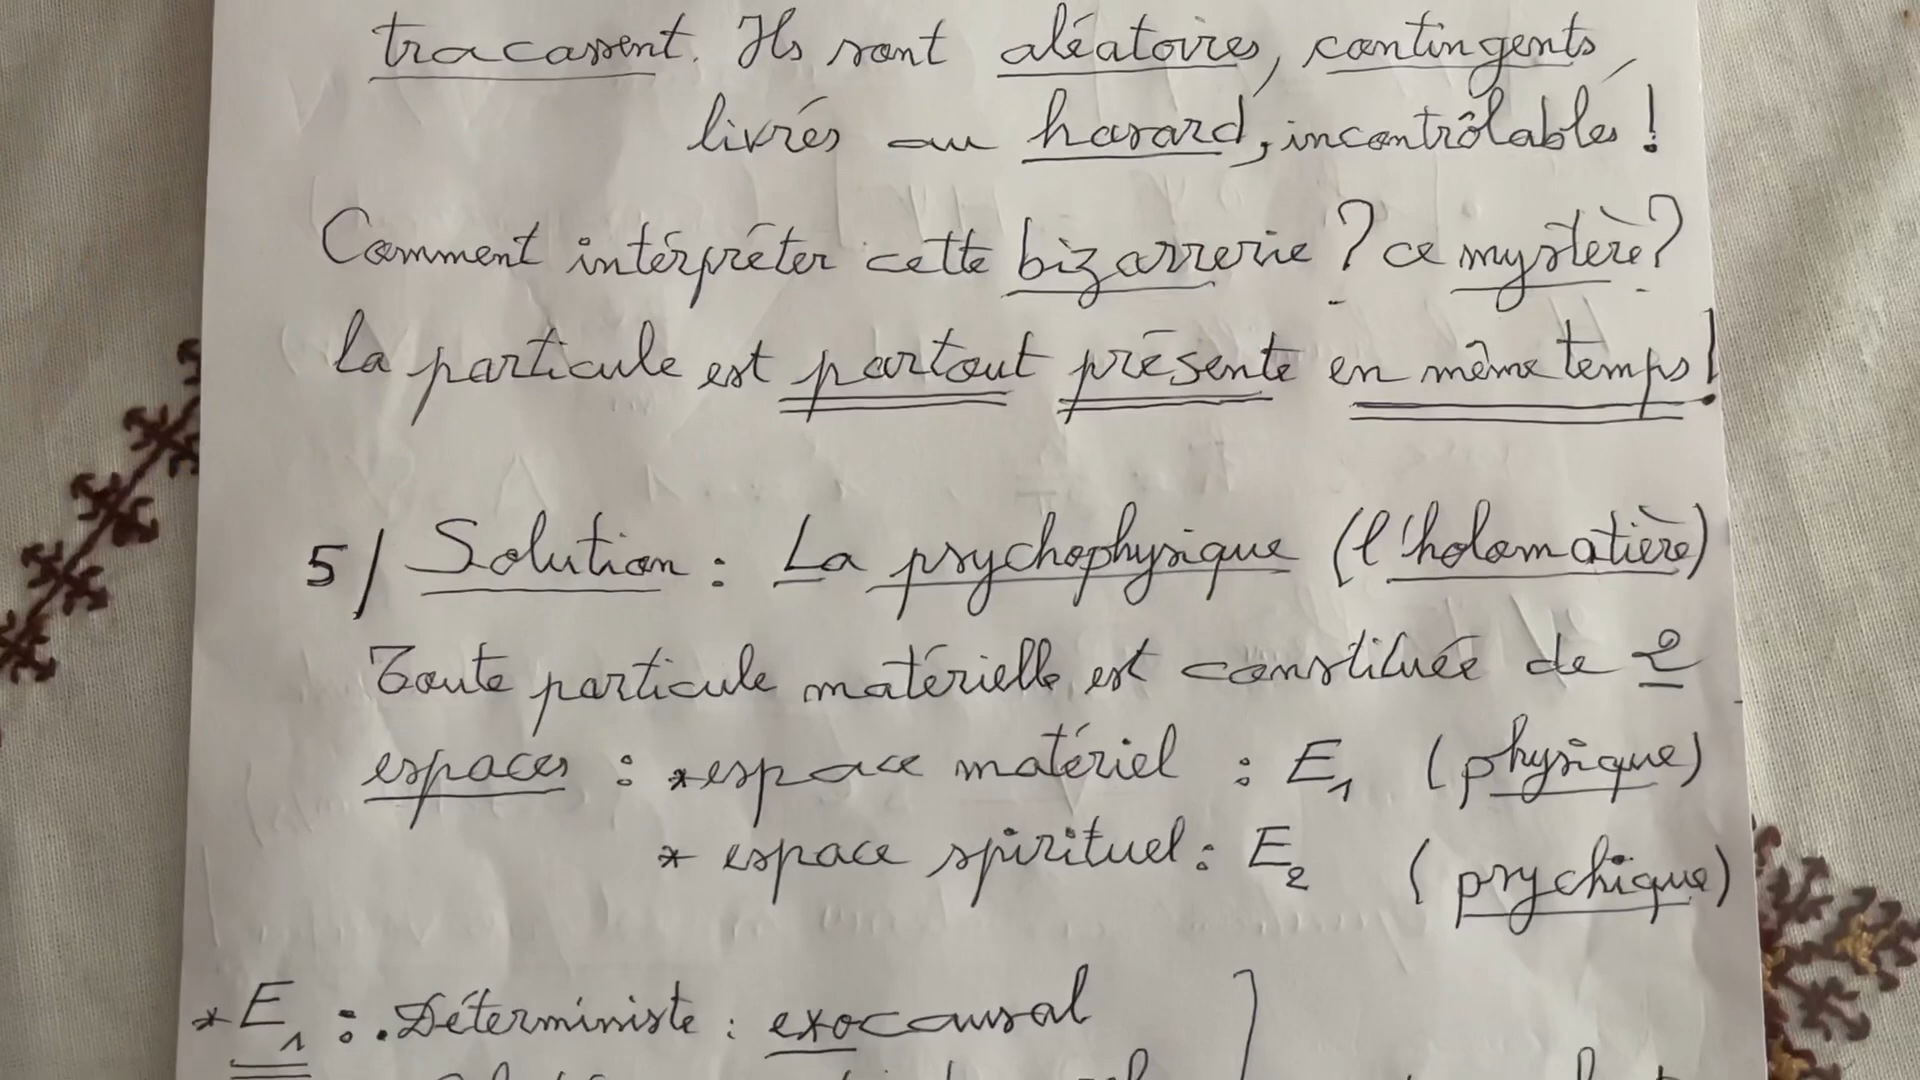 tracassent. Ils sont aléatoires, contingents,
livrés au hasard, incontrôlables !
Comment intérpréter cette bizarrerie ? ce mystère ?
la particule est partout présente en même temps !
5/ Solution : La psychophysique (l'holomatière)
Toute particule matérielle est constituée de 2
espaces : * espace matériel : E1 (physique)
* espace spirituel : E2 (psychique)
* E1 : . Déterministe : exocausal